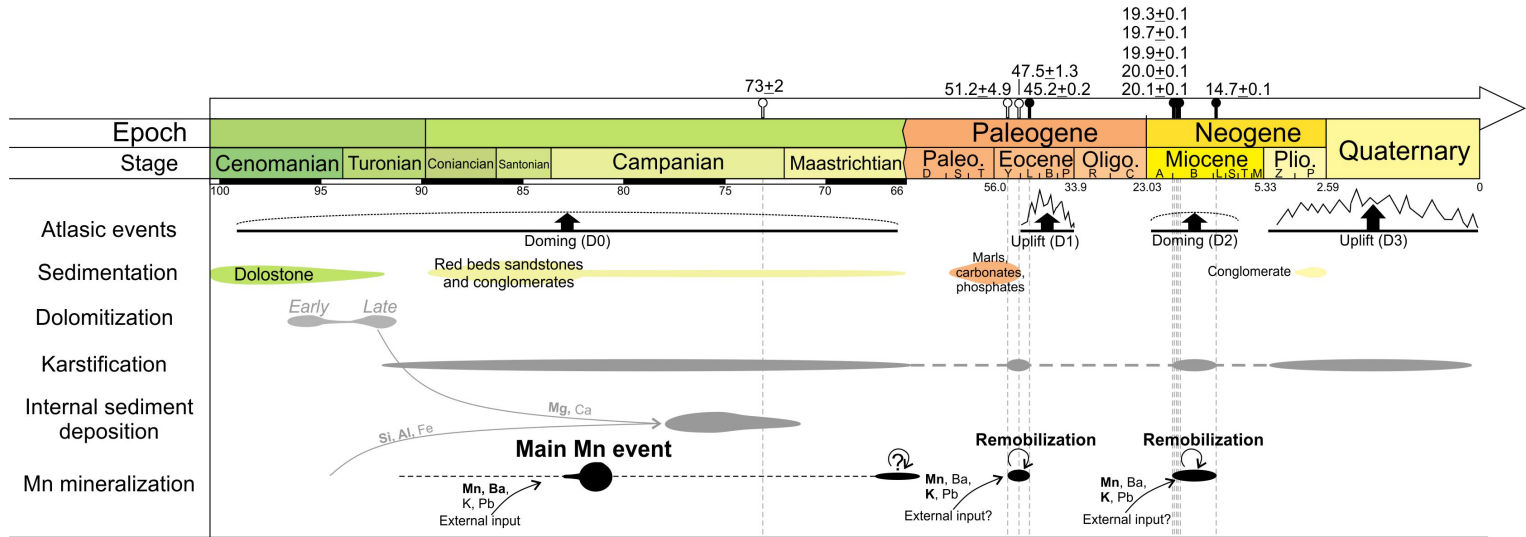 19.3±0.1
19.7±0.1
19.9±0.1
20.0±0.1
20.1±0.1
47.5±1.3
73±2
51.2±4.9
45.2±0.2
14.7±0.1
Epoch
Paleogene
Neogene
Quaternary
Stage
Cenomanian
Turonian
Coniancian
Santonian
Campanian
Maastrichtian
Paleo.
Eocene
Oligo.
Miocene
Plio.
D S T
Y L B P
R C
A B L S T M
Z P
100
95
90
85
80
75
70
66
56.0
33.9
23.03
5.33
2.59
0
Atlasic events
Doming (D0)
Uplift (D1)
Doming (D2)
Uplift (D3)
Sedimentation
Dolostone
Red beds sandstones
and conglomerates
Marls,
carbonates,
phosphates
Conglomerate
Dolomitization
Early
Late
Karstification
Internal sediment
deposition
Mg, Ca
Si, Al, Fe
Mn mineralization
Main Mn event
Mn, Ba,
K, Pb
External input
?
Remobilization
Mn, Ba,
K, Pb
External input?
Remobilization
Mn, Ba,
K, Pb
External input?